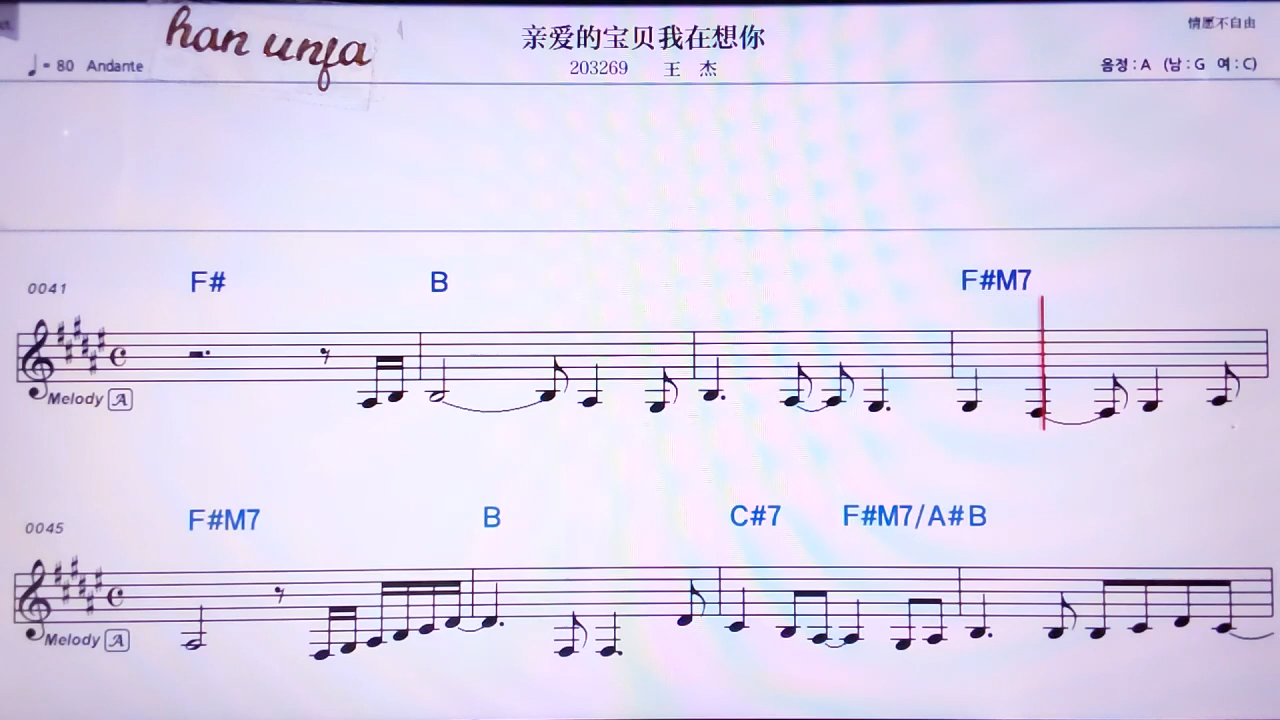 han unfa
亲爱的宝贝我在想你
情愿不自由
♩= 80 Andante
203269 王 杰
음정 : A (남 : G 여 : C)
0041 F# B F#M7
Melody A
0045 F#M7 B C#7 F#M7/A# B
Melody A